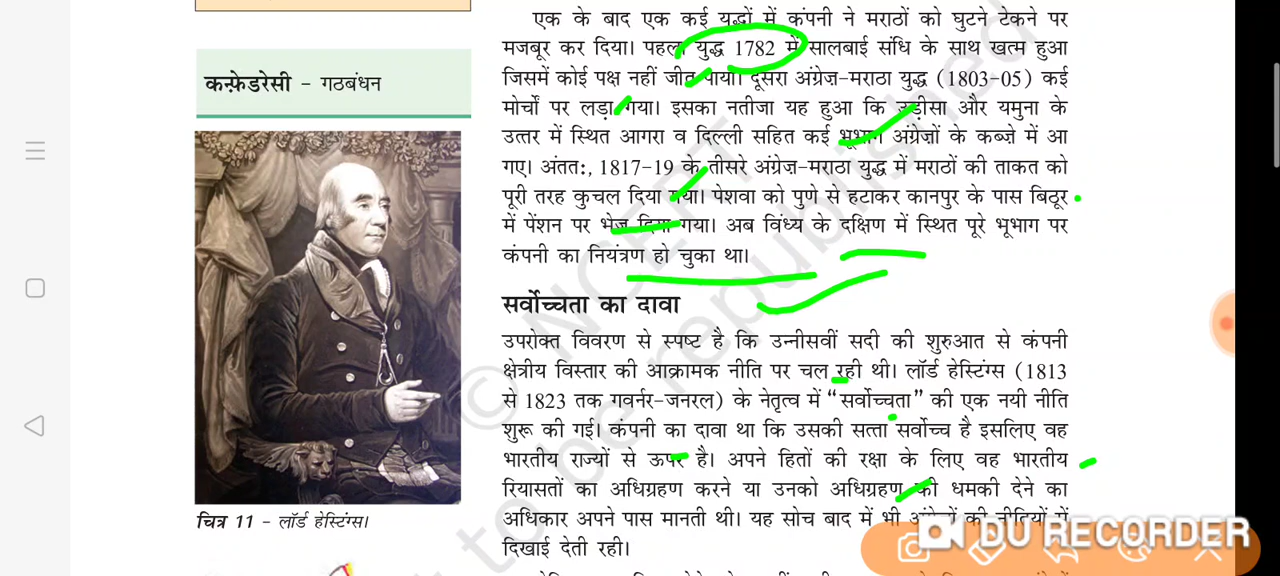 एक के बाद एक कई युद्धों में कंपनी ने मराठों को घुटने टेकने पर
मजबूर कर दिया। पहला युद्ध 1782 में सालबाई संधि के साथ खत्म हुआ
जिसमें कोई पक्ष नहीं जीत पाया। दूसरा अंग्रेज़-मराठा युद्ध (1803-05) कई
मोर्चों पर लड़ा गया। इसका नतीजा यह हुआ कि उड़ीसा और यमुना के
उत्तर में स्थित आगरा व दिल्ली सहित कई भूभाग अंग्रेज़ों के कब्ज़े में आ
गए। अंतत:, 1817-19 के तीसरे अंग्रेज़-मराठा युद्ध में मराठों की ताकत को
पूरी तरह कुचल दिया गया। पेशवा को पुणे से हटाकर कानपुर के पास बिठूर
में पेंशन पर भेज दिया गया। अब विंध्य के दक्षिण में स्थित पूरे भूभाग पर
कंपनी का नियंत्रण हो चुका था।
कन्फ़ेडरेसी – गठबंधन
सर्वोच्चता का दावा
उपरोक्त विवरण से स्पष्ट है कि उन्नीसवीं सदी की शुरुआत से कंपनी
क्षेत्रीय विस्तार की आक्रामक नीति पर चल रही थी। लॉर्ड हेस्टिंग्स (1813
से 1823 तक गवर्नर-जनरल) के नेतृत्व में “सर्वोच्चता” की एक नयी नीति
शुरू की गई। कंपनी का दावा था कि उसकी सत्ता सर्वोच्च है इसलिए वह
भारतीय राज्यों से ऊपर है। अपने हितों की रक्षा के लिए वह भारतीय
रियासतों का अधिग्रहण करने या उनको अधिग्रहण की धमकी देने का
अधिकार अपने पास मानती थी। यह सोच बाद में भी अंग्रेज़ों की नीतियों में
दिखाई देती रही।
चित्र 11 – लॉर्ड हेस्टिंग्स।
© NCERT
to be republished
DU RECORDER